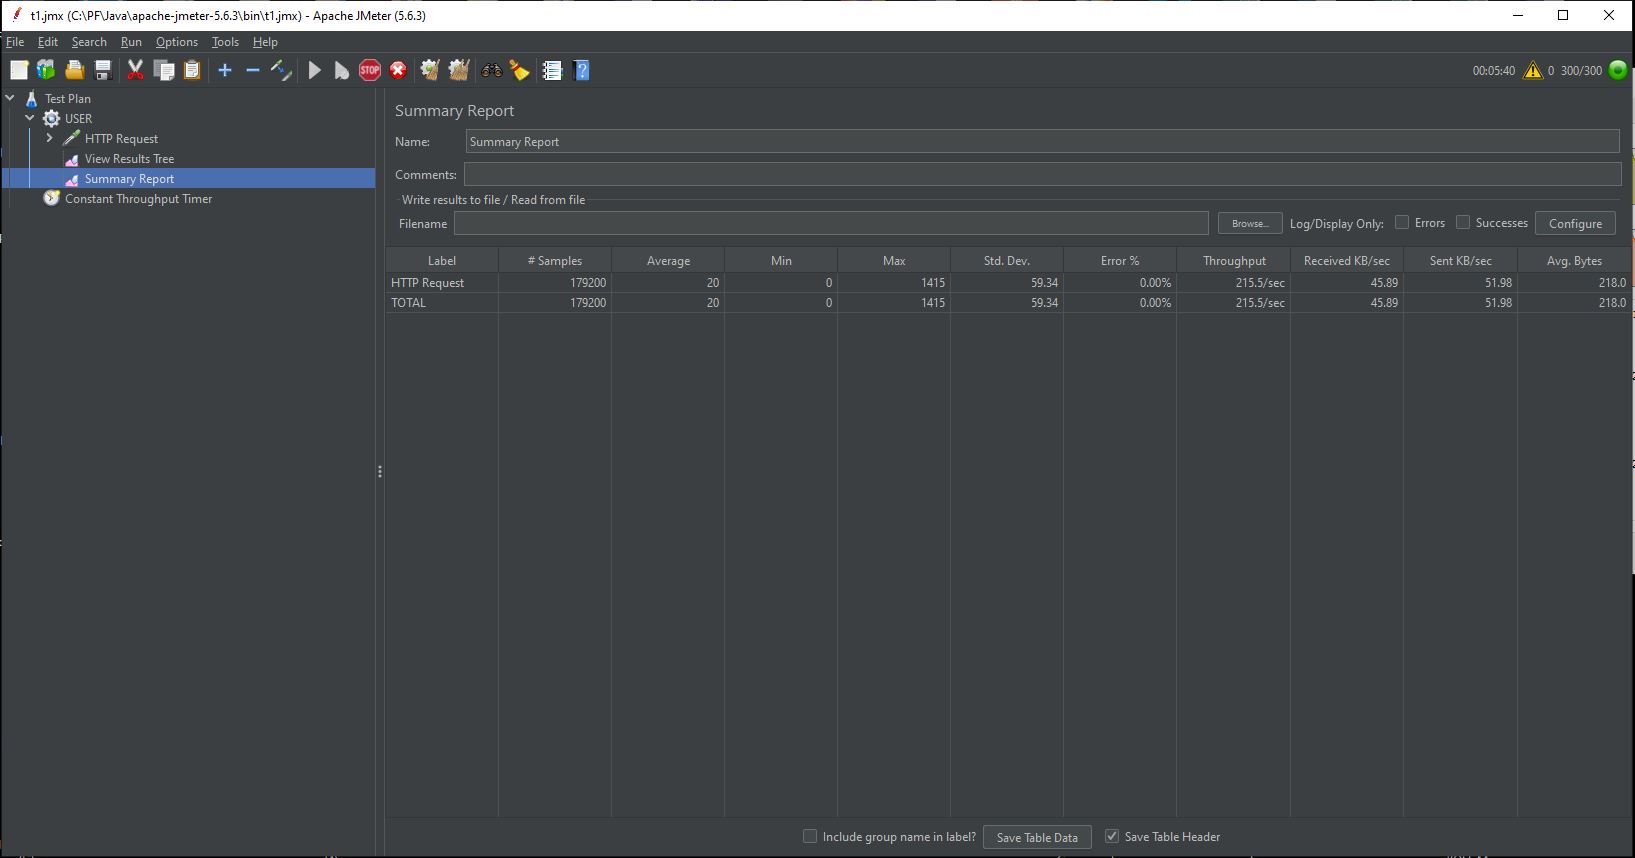 t1.jmx (C:\PF\Java\apache-jmeter-5.6.3\bin\t1.jmx) - Apache JMeter (5.6.3)
File Edit Search Run Options Tools Help
STOP
00:05:40 0 300/300
Test Plan
USER
HTTP Request
View Results Tree
Summary Report
Constant Throughput Timer
Summary Report
Name: Summary Report
Comments:
Write results to file / Read from file
Filename Browse... Log/Display Only: Errors Successes Configure
Label # Samples Average Min Max Std. Dev. Error % Throughput Received KB/sec Sent KB/sec Avg. Bytes
HTTP Request 179200 20 0 1415 59.34 0.00% 215.5/sec 45.89 51.98 218.0
TOTAL 179200 20 0 1415 59.34 0.00% 215.5/sec 45.89 51.98 218.0
Include group name in label? Save Table Data Save Table Header